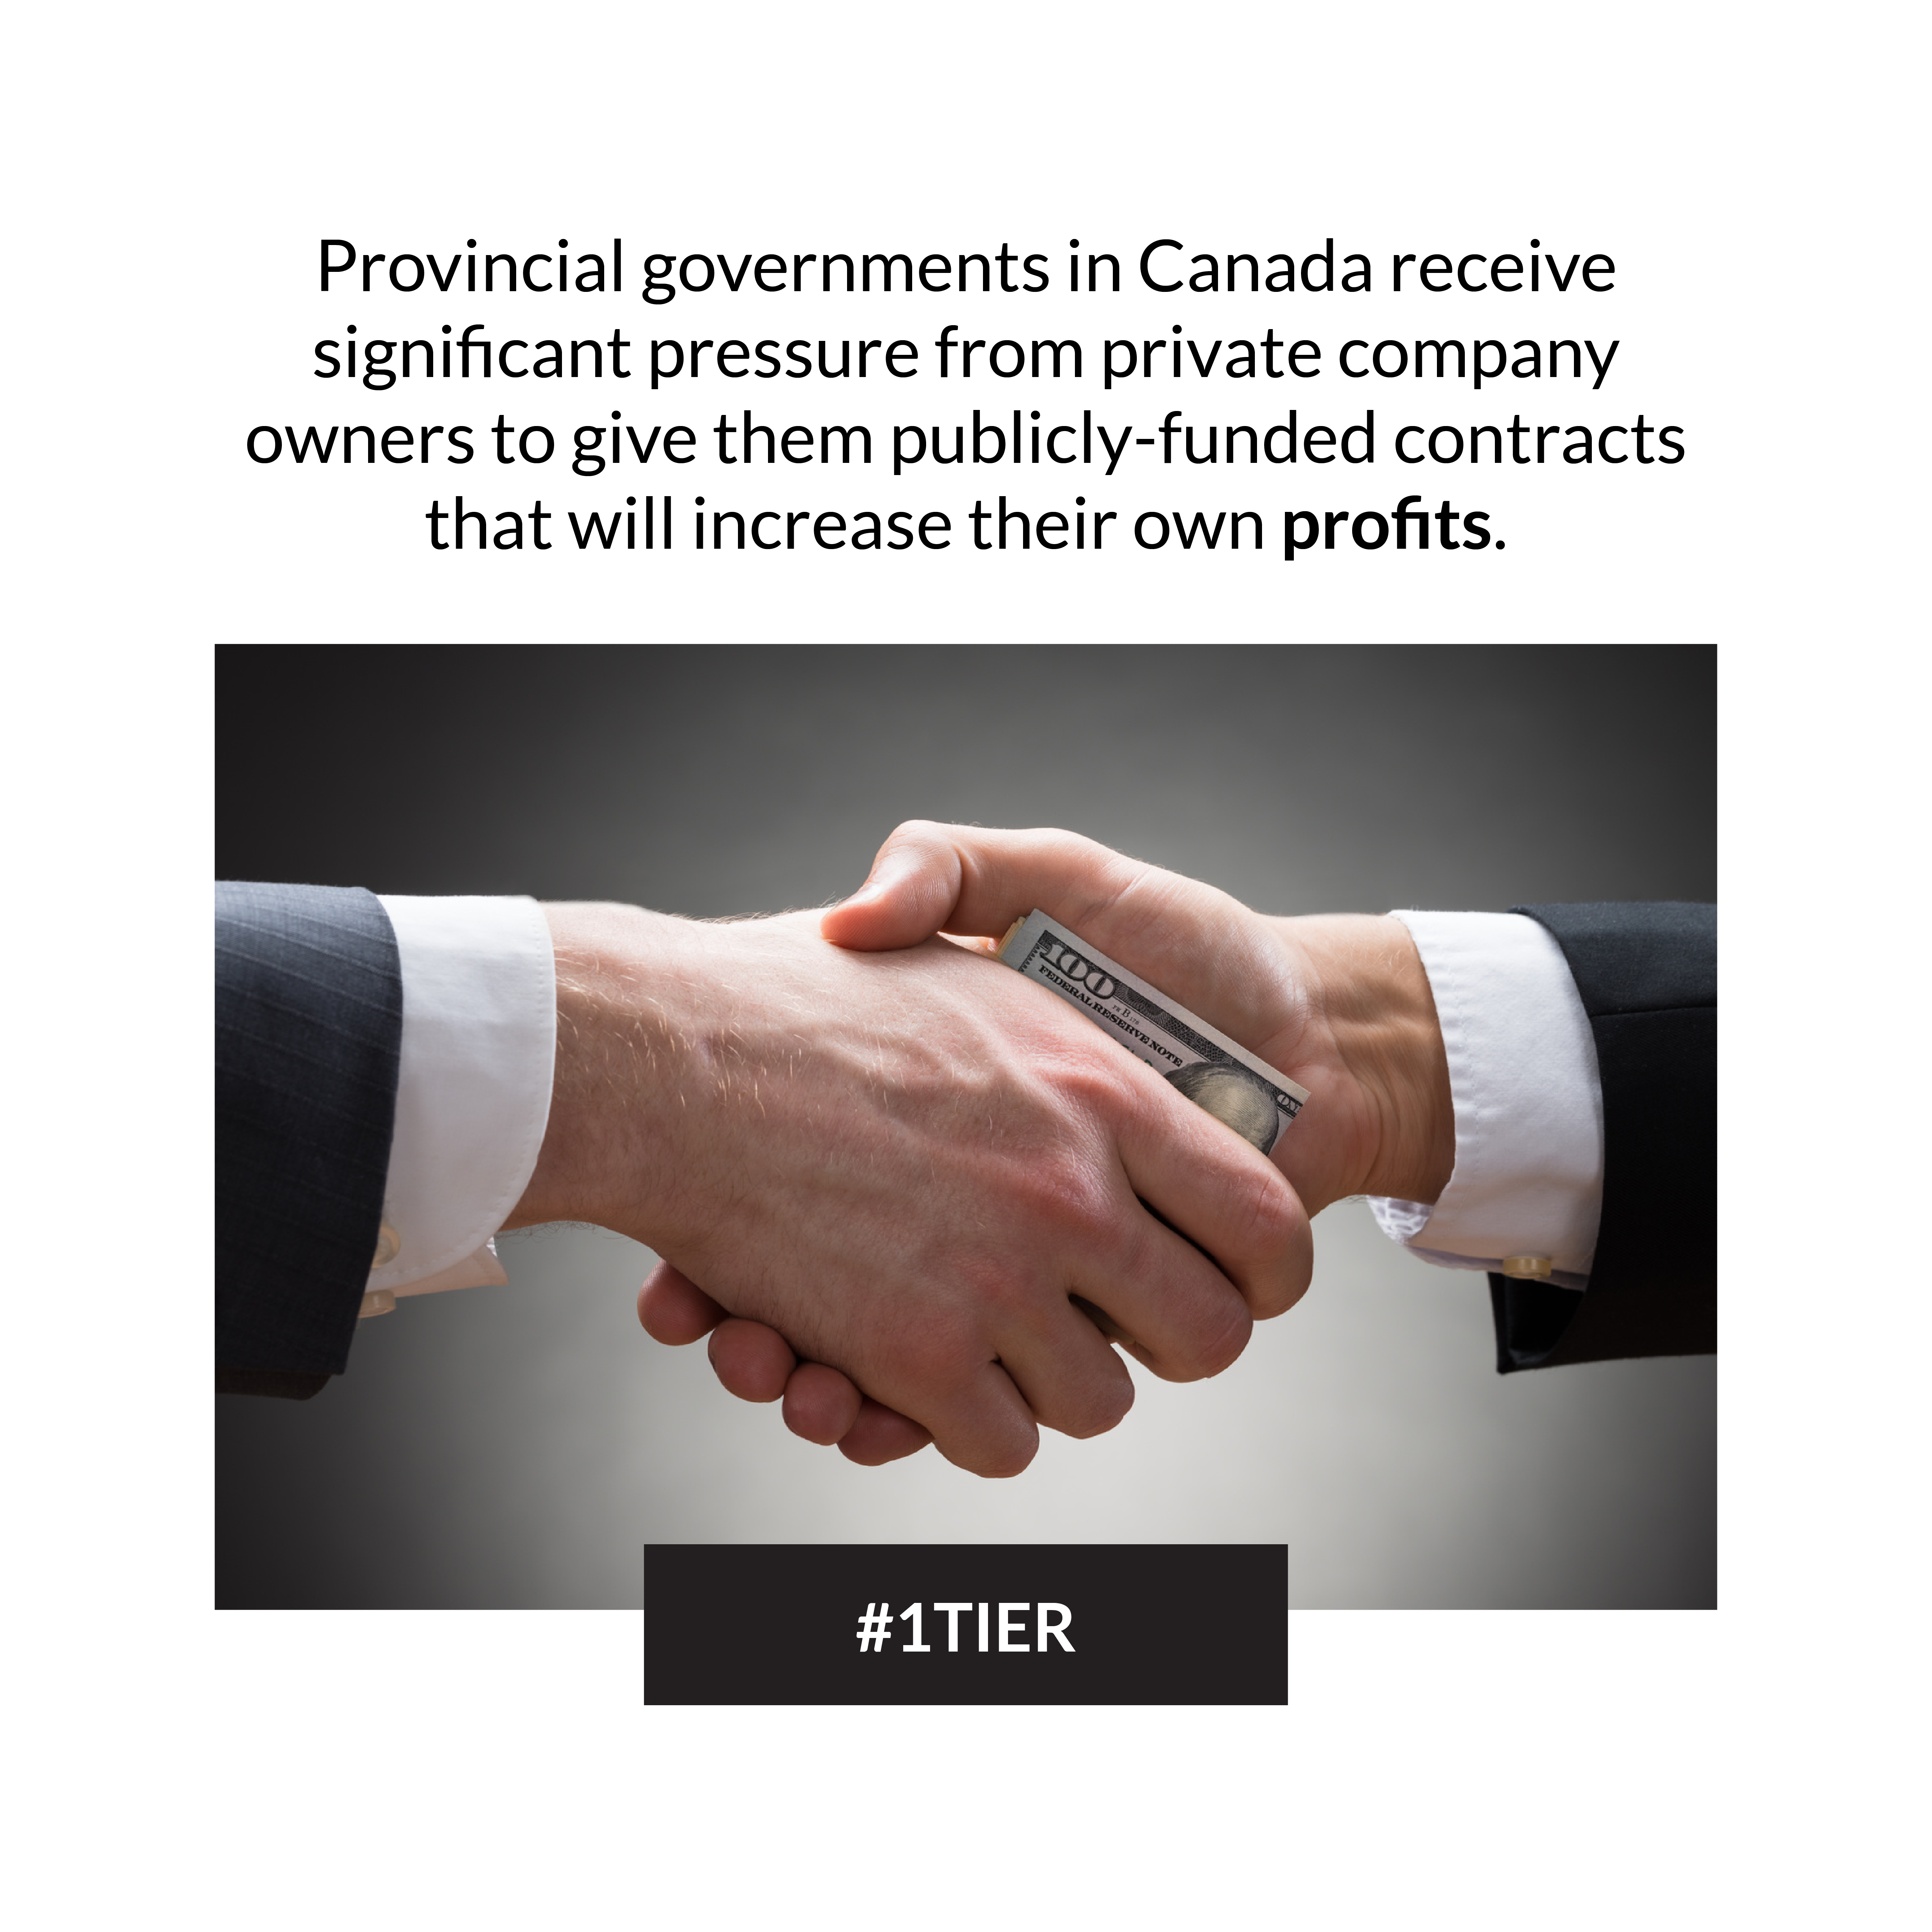 Provincial governments in Canada receive
significant pressure from private company
owners to give them publicly-funded contracts
that will increase their own profits.
100
FEDERAL RESERVE NOTE
#1TIER